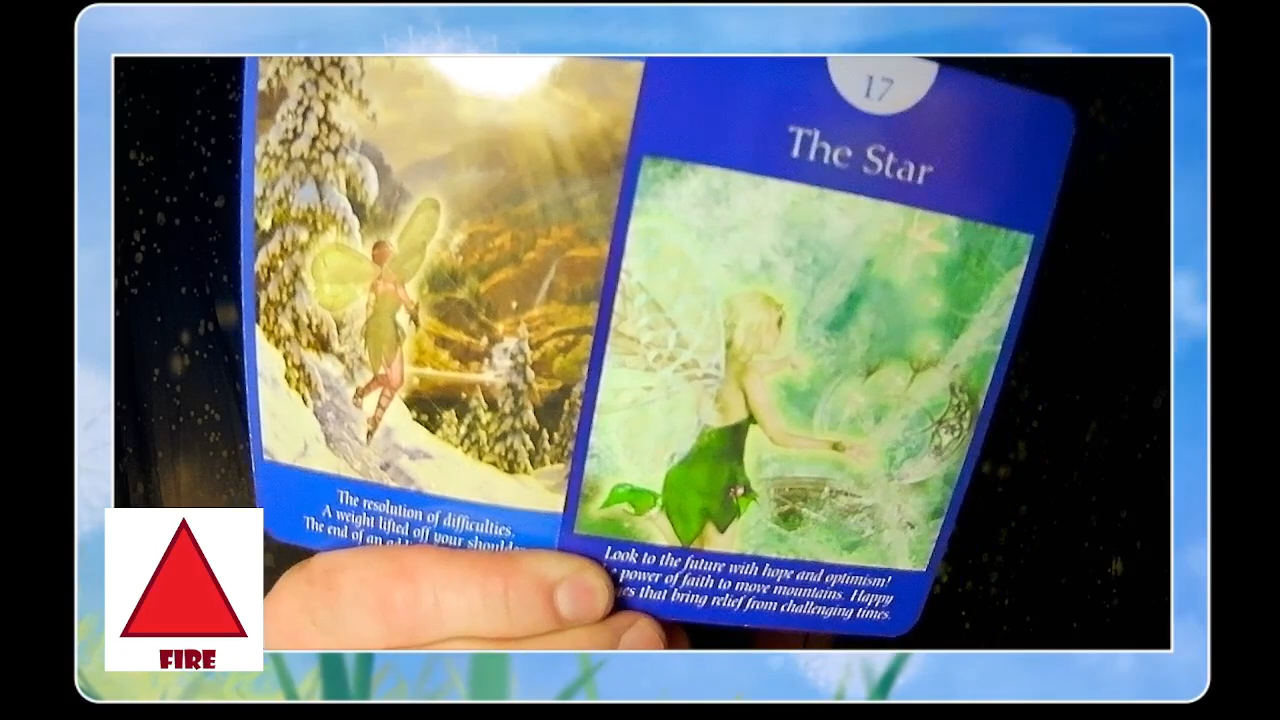 17
The Star
The resolution of difficulties.
A weight lifted off your
The end of an
Look to the future with hope and optimism!
power of faith to move mountains. Happy
that bring relief from challenging times.
FIRE